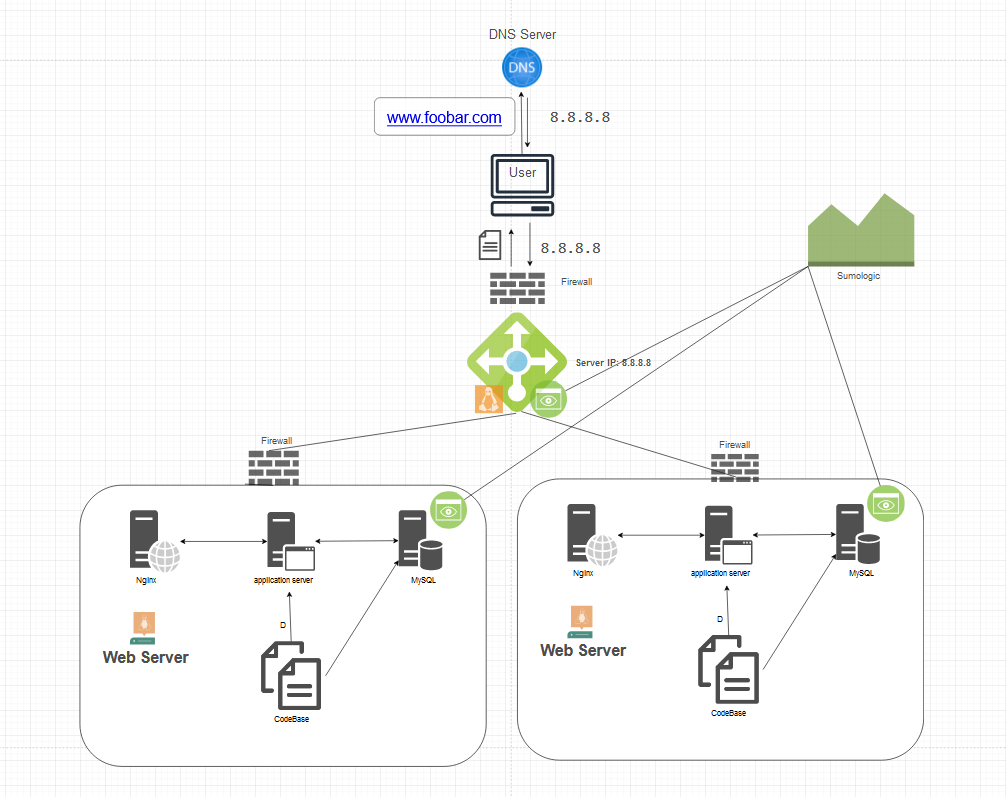 DNS Server
DNS
www.foobar.com
8.8.8.8
User
8.8.8.8
Firewall
Sumologic
Server IP: 8.8.8.8
Firewall
Firewall
Nginx
application server
MySQL
D
Web Server
CodeBase
Nginx
application server
MySQL
D
Web Server
CodeBase